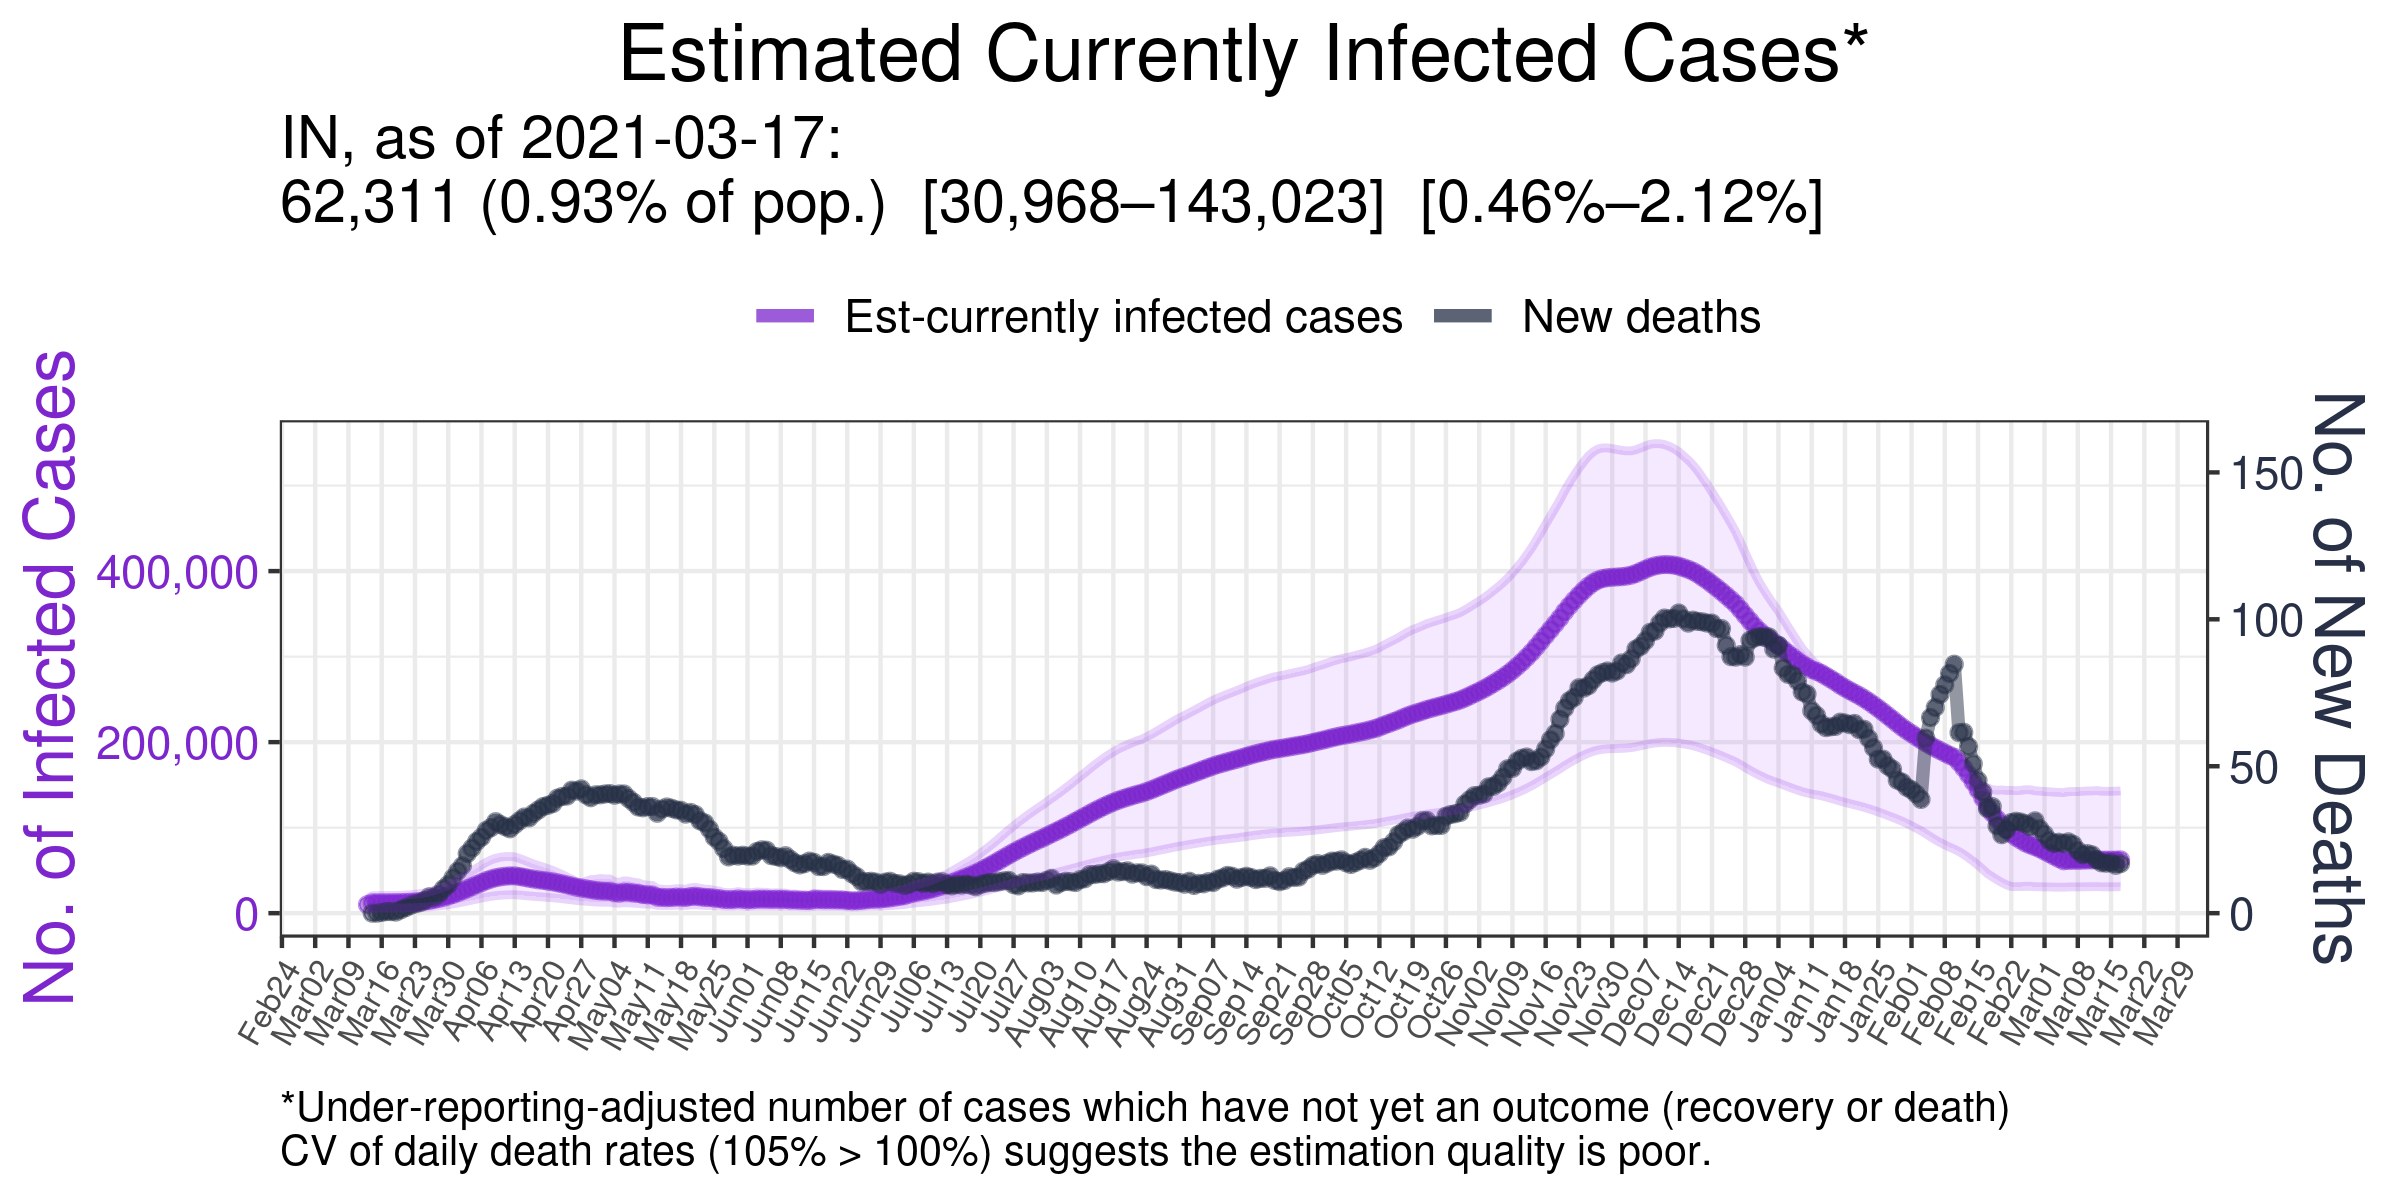 Estimated Currently Infected Cases*
IN, as of 2021-03-17:
62,311 (0.93% of pop.) [30,968–143,023] [0.46%–2.12%]
Est-currently infected cases
New deaths
No. of Infected Cases
400,000
200,000
0
150
100
50
0
No. of New Deaths
Feb24
Mar02
Mar09
Mar16
Mar23
Mar30
Apr06
Apr13
Apr20
Apr27
May04
May11
May18
May25
Jun01
Jun08
Jun15
Jun22
Jun29
Jul06
Jul13
Jul20
Jul27
Aug03
Aug10
Aug17
Aug24
Aug31
Sep07
Sep14
Sep21
Sep28
Oct05
Oct12
Oct19
Oct26
Nov02
Nov09
Nov16
Nov23
Nov30
Dec07
Dec14
Dec21
Dec28
Jan04
Jan11
Jan18
Jan25
Feb01
Feb08
Feb15
Feb22
Mar01
Mar08
Mar15
Mar22
Mar29
*Under-reporting-adjusted number of cases which have not yet an outcome (recovery or death)
CV of daily death rates (105% > 100%) suggests the estimation quality is poor.